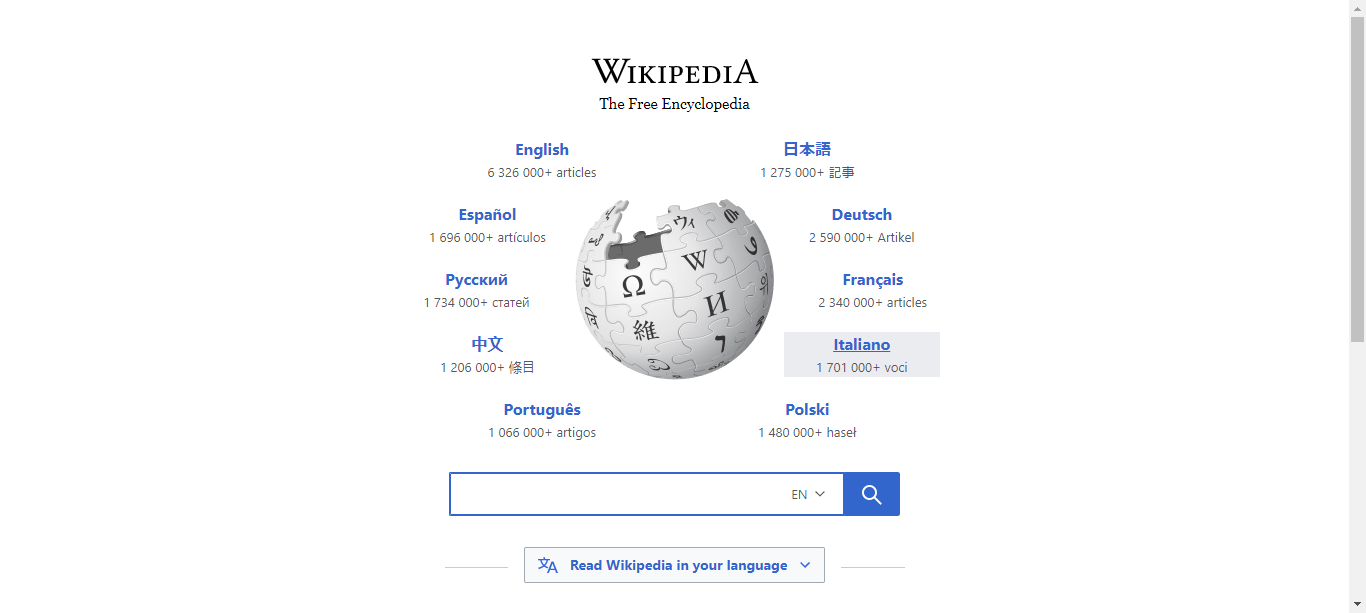 WIKIPEDIA
The Free Encyclopedia
English
6 326 000+ articles
日本語
1 275 000+ 記事
Español
1 696 000+ artículos
Deutsch
2 590 000+ Artikel
Русский
1 734 000+ статей
Français
2 340 000+ articles
中文
1 206 000+ 條目
Italiano
1 701 000+ voci
Português
1 066 000+ artigos
Polski
1 480 000+ haseł
Ω
W
И
維
ウィ
EN
Read Wikipedia in your language